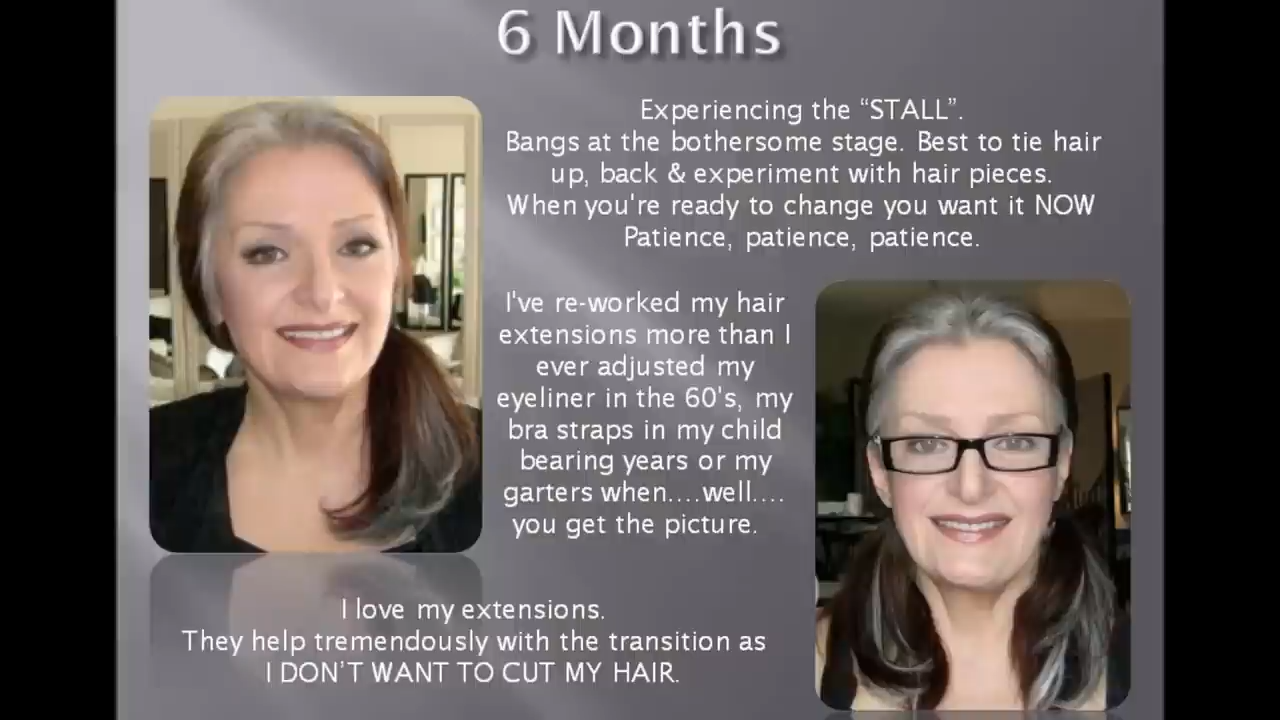 6 Months
Experiencing the “STALL”.
Bangs at the bothersome stage. Best to tie hair
up, back & experiment with hair pieces.
When you're ready to change you want it NOW
Patience, patience, patience.
I've re-worked my hair
extensions more than I
ever adjusted my
eyeliner in the 60's, my
bra straps in my child
bearing years or my
garters when....well....
you get the picture.
I love my extensions.
They help tremendously with the transition as
I DON’T WANT TO CUT MY HAIR.